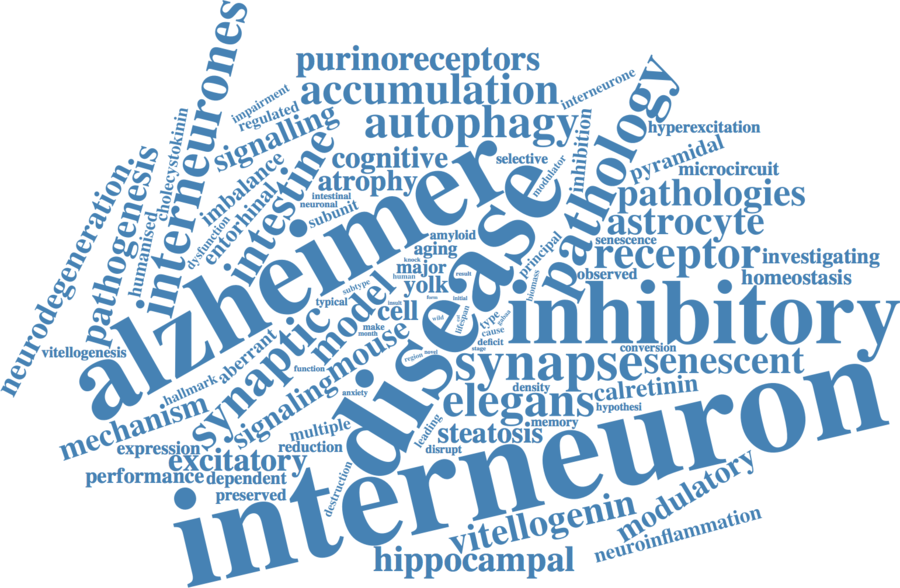 purinoreceptors
accumulation
autophagy
interneurone
impairment
regulated
signalling
interneurones
cholecystokinin
neurodegeneration
pathogenesis
humanised
imbalance
dysfunction
entorhinal
intestine
cognitive
atrophy
intestinal
neuronal
subunit
selective
modulator
inhibition
pathology
hyperexcitation
pyramidal
microcircuit
pathologies
astrocyte
senescence
receptor
investigating
observed
homeostasis
principal
biomass
alzheimer
disease
amyloid
aging
knock
major
human
yolk
result
subtype
typical
model
insult
form
initial
cell
wild
lifespan
make
month
mouse
type
cause
deficit
stage
region
novel
function
anxiety
inhibitory
conversion
synapse
senescent
density
calretinin
elegans
hypothesi
memory
steatosis
leading
disrupt
vitellogenesis
hallmark
aberrant
synaptic
signaling
mechanism
multiple
reduction
expression
excitatory
performance
dependent
preserved
destruction
interneuron
vitellogenin
modulatory
neuroinflammation
hippocampal